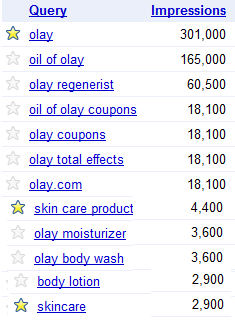 Query Impressions
olay 301,000
oil of olay 165,000
olay regenerist 60,500
oil of olay coupons 18,100
olay coupons 18,100
olay total effects 18,100
olay.com 18,100
skin care product 4,400
olay moisturizer 3,600
olay body wash 3,600
body lotion 2,900
skincare 2,900